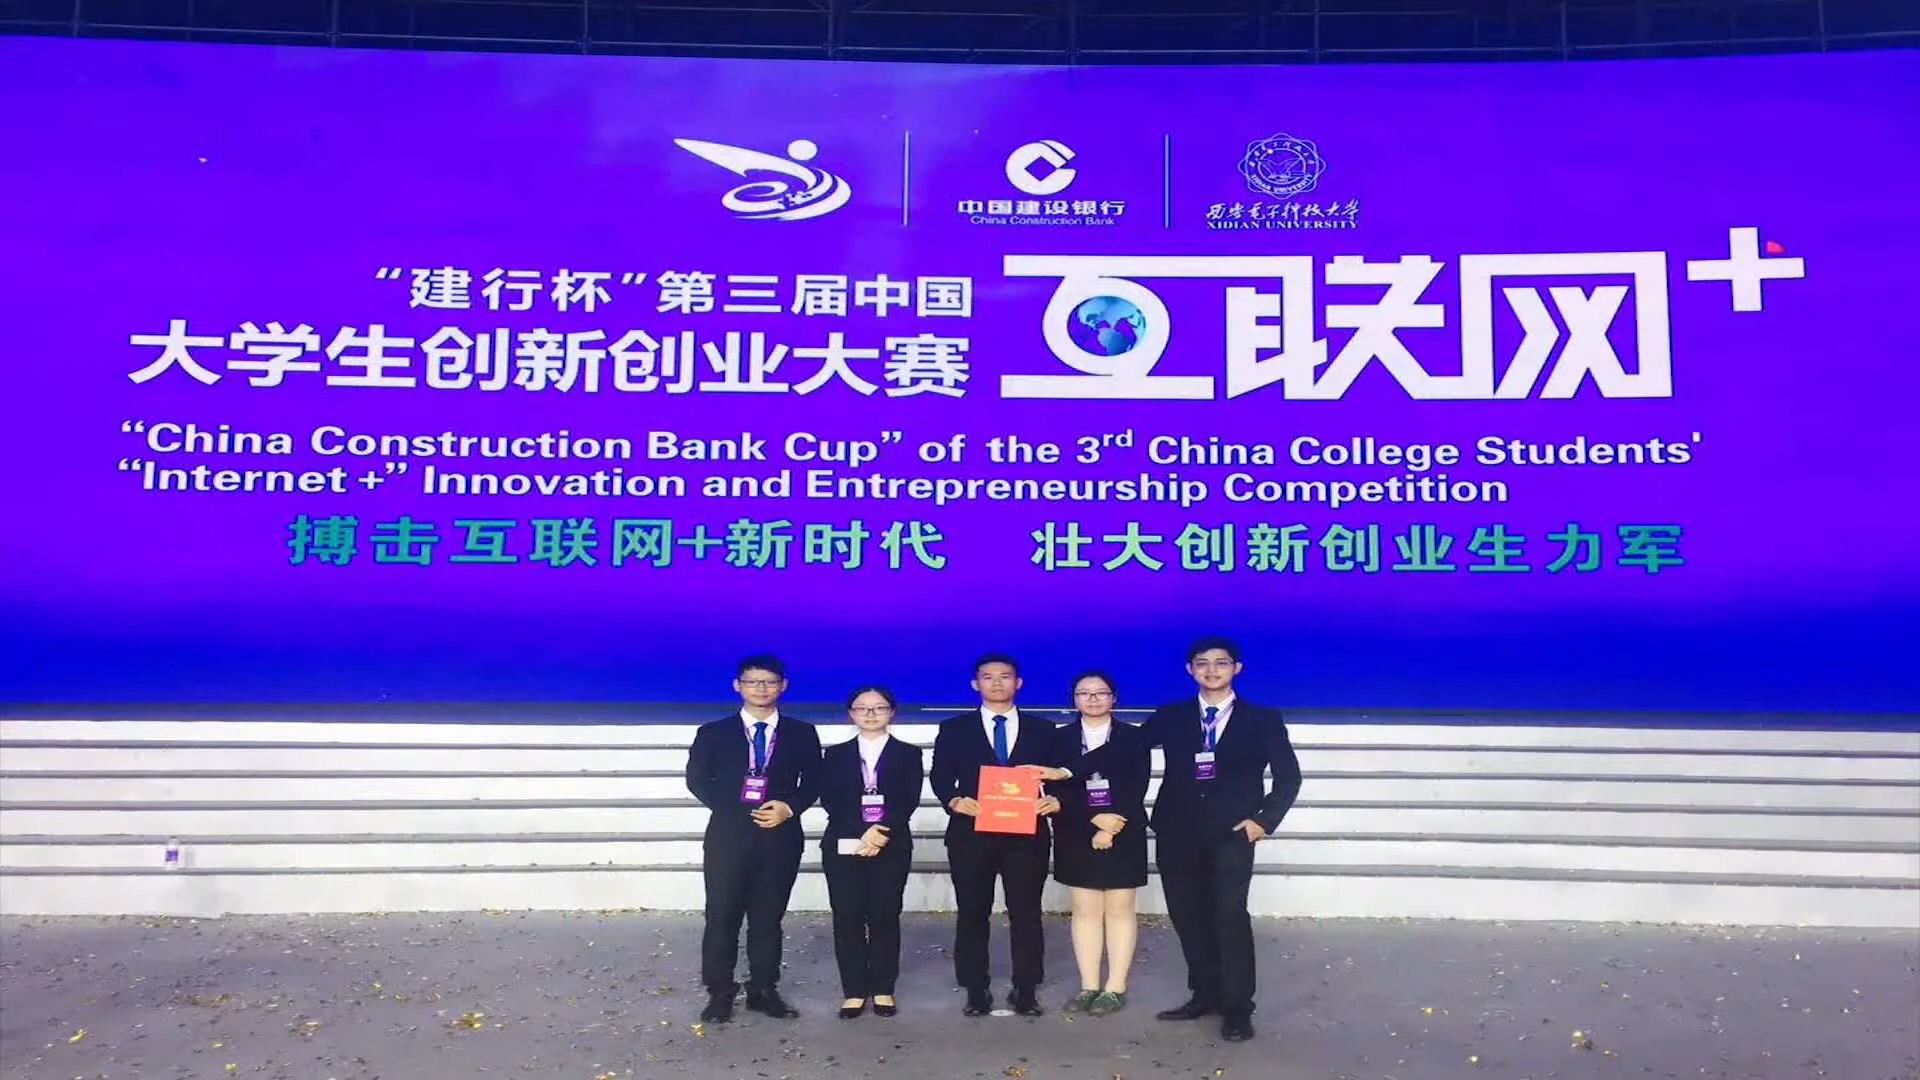 中国建设银行
China Construction Bank
西安电子科技大学
XIDIAN UNIVERSITY
“建行杯”第三届中国
大学生创新创业大赛
互联网+
“China Construction Bank Cup” of the 3rd China College Students'
“Internet+” Innovation and Entrepreneurship Competition
搏击互联网+新时代 壮大创新创业生力军